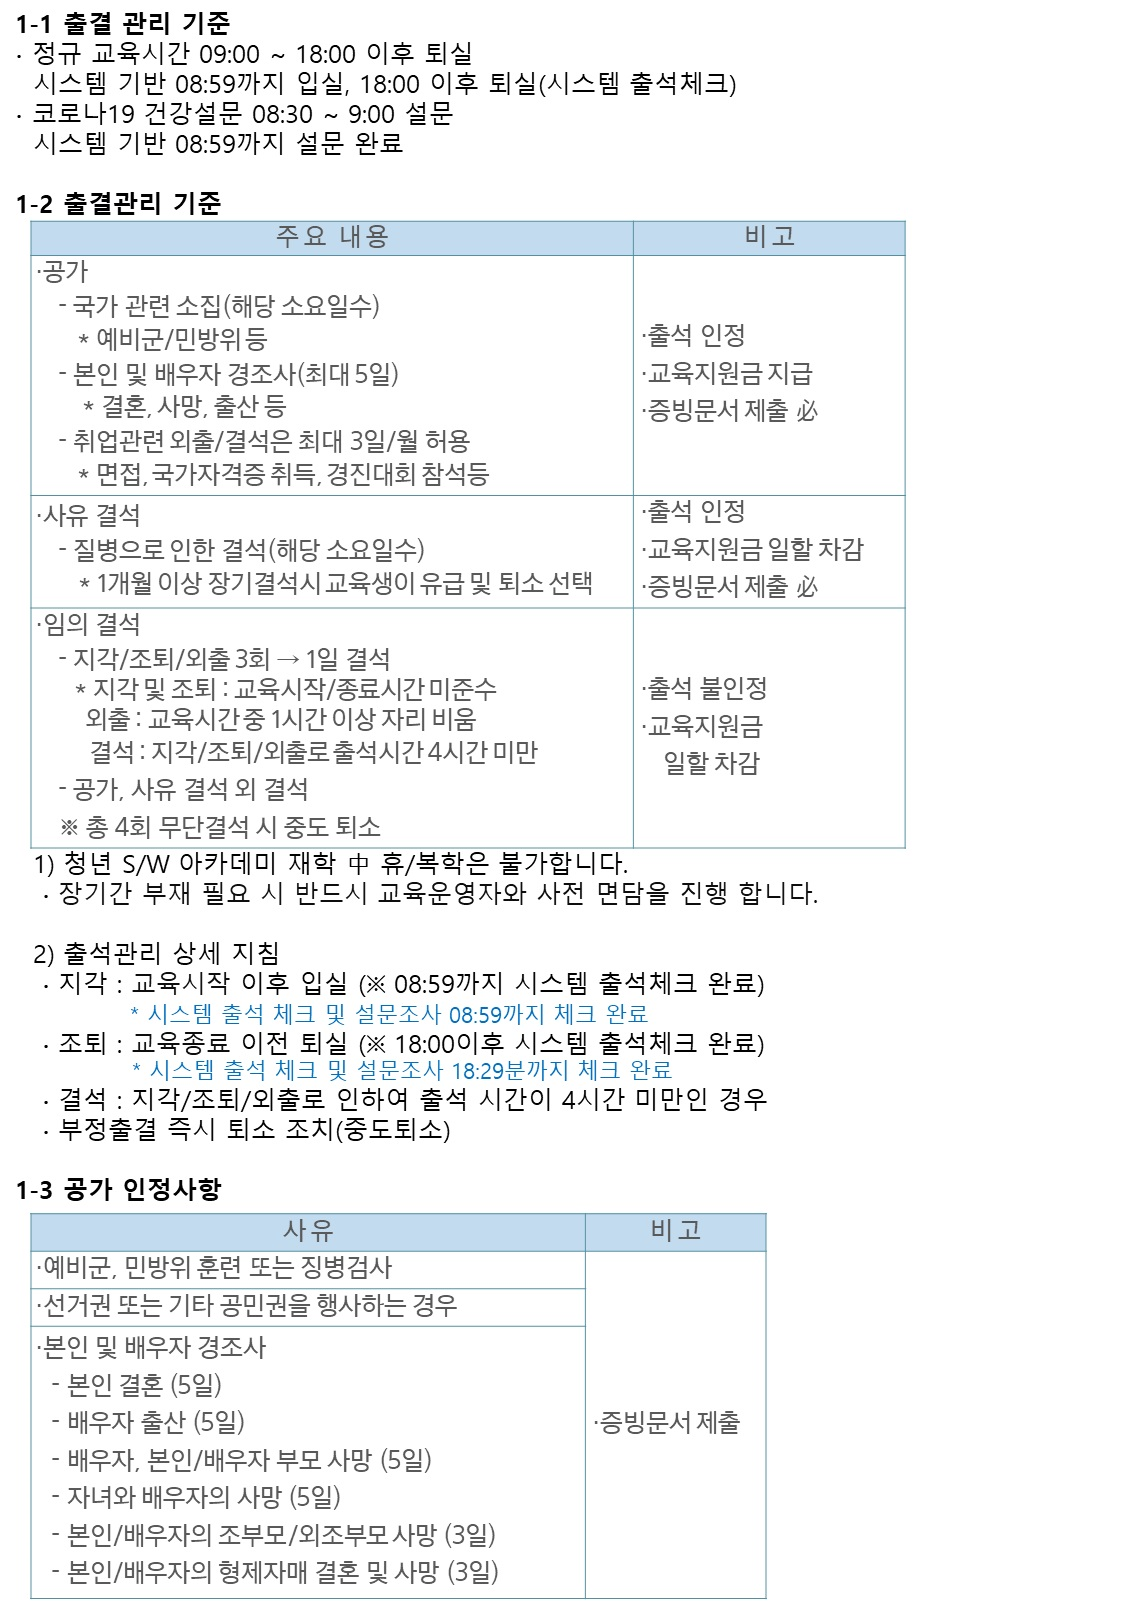 1-1 출결 관리 기준
· 정규 교육시간 09:00 ~ 18:00 이후 퇴실
시스템 기반 08:59까지 입실, 18:00 이후 퇴실(시스템 출석체크)
· 코로나19 건강설문 08:30 ~ 9:00 설문
시스템 기반 08:59까지 설문 완료
1-2 출결관리 기준
주요 내용
비고
·공가
- 국가 관련 소집(해당 소요일수)
* 예비군/민방위 등
- 본인 및 배우자 경조사(최대 5일)
* 결혼, 사망, 출산 등
- 취업관련 외출/결석은 최대 3일/월 허용
* 면접, 국가자격증 취득, 경진대회 참석등
·출석 인정
·교육지원금 지급
·증빙문서 제출 必
·사유 결석
- 질병으로 인한 결석(해당 소요일수)
* 1개월 이상 장기결석시 교육생이 유급 및 퇴소 선택
·출석 인정
·교육지원금 일할 차감
·증빙문서 제출 必
·임의 결석
- 지각/조퇴/외출 3회 → 1일 결석
* 지각 및 조퇴 : 교육시작/종료시간 미준수
외출 : 교육시간 중 1시간 이상 자리 비움
결석 : 지각/조퇴/외출로 출석시간 4시간 미만
- 공가, 사유 결석 외 결석
※ 총 4회 무단결석 시 중도 퇴소
·출석 불인정
·교육지원금
일할 차감
1) 청년 S/W 아카데미 재학 中 휴/복학은 불가합니다.
· 장기간 부재 필요 시 반드시 교육운영자와 사전 면담을 진행 합니다.
2) 출석관리 상세 지침
· 지각 : 교육시작 이후 입실 (※ 08:59까지 시스템 출석체크 완료)
* 시스템 출석 체크 및 설문조사 08:59까지 체크 완료
· 조퇴 : 교육종료 이전 퇴실 (※ 18:00이후 시스템 출석체크 완료)
* 시스템 출석 체크 및 설문조사 18:29분까지 체크 완료
· 결석 : 지각/조퇴/외출로 인하여 출석 시간이 4시간 미만인 경우
· 부정출결 즉시 퇴소 조치(중도퇴소)
1-3 공가 인정사항
사유
비고
·예비군, 민방위 훈련 또는 징병검사
·선거권 또는 기타 공민권을 행사하는 경우
·본인 및 배우자 경조사
- 본인 결혼 (5일)
- 배우자 출산 (5일)
- 배우자, 본인/배우자 부모 사망 (5일)
- 자녀와 배우자의 사망 (5일)
- 본인/배우자의 조부모/외조부모 사망 (3일)
- 본인/배우자의 형제자매 결혼 및 사망 (3일)
·증빙문서 제출